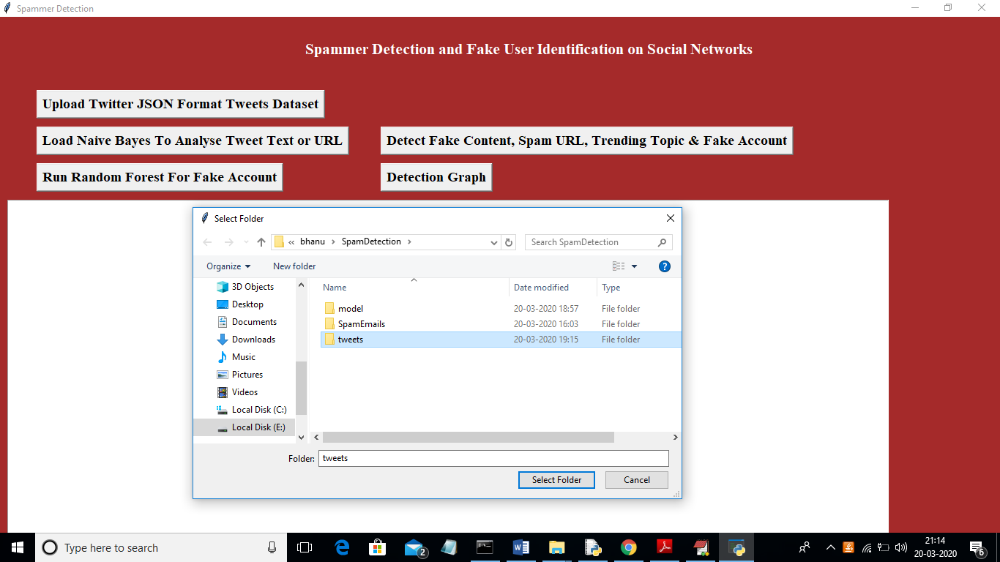 Spammer Detection
Spammer Detection and Fake User Identification on Social Networks
Upload Twitter JSON Format Tweets Dataset
Load Naive Bayes To Analyse Tweet Text or URL
Detect Fake Content, Spam URL, Trending Topic & Fake Account
Run Random Forest For Fake Account
Detection Graph
Select Folder
« bhanu > SpamDetection >
Search SpamDetection
Organize
New folder
?
Name Date modified Type
3D Objects
Desktop
Documents
Downloads
Music
Pictures
Videos
Local Disk (C:)
Local Disk (E:)
model 20-03-2020 18:57 File folder
SpamEmails 20-03-2020 16:03 File folder
tweets 20-03-2020 19:15 File folder
Folder: tweets
Select Folder
Cancel
Type here to search
2
21:14
20-03-2020
6